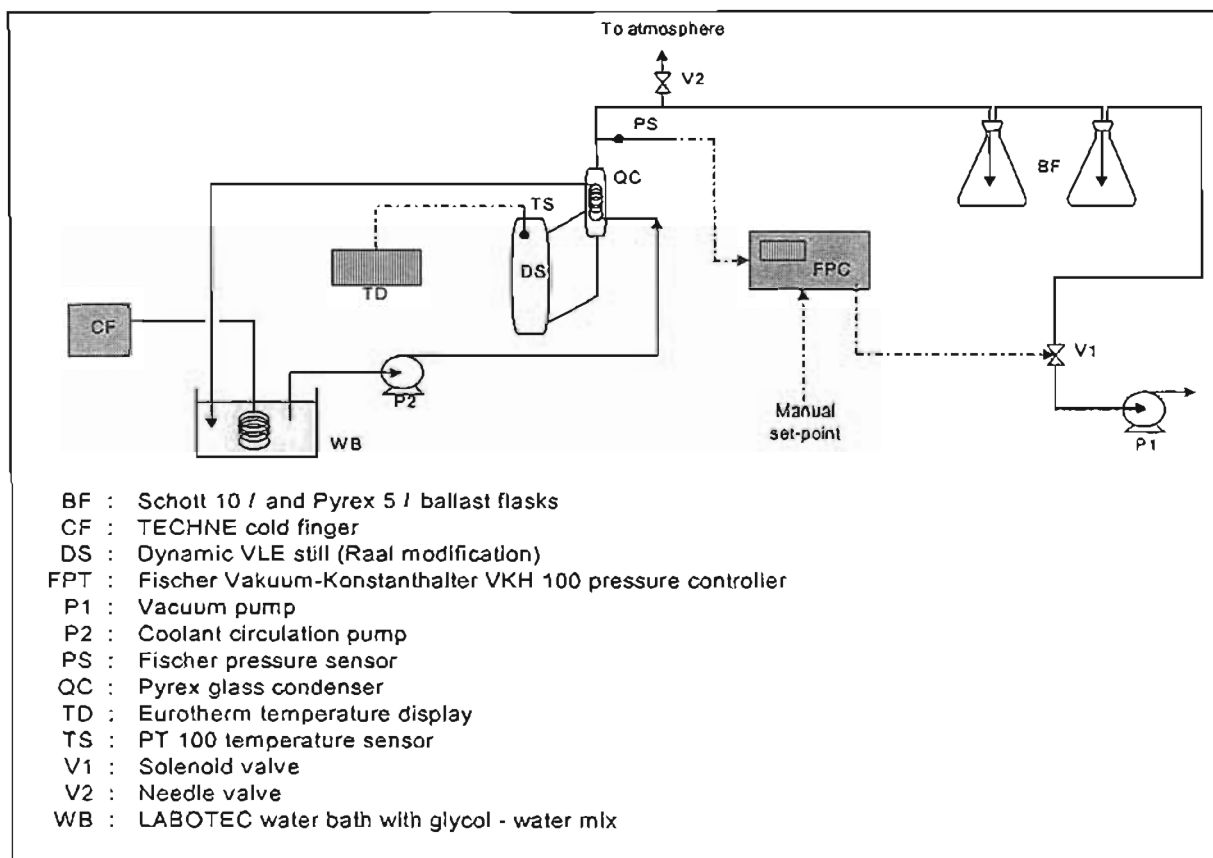 To atmosphere
V2
PS
QC
BF
TS
DS
FPC
TD
CF
V1
P2
Manual
set-point
WB
P1
BF : Schott 10 l and Pyrex 5 l ballast flasks
CF : TECHNE cold finger
DS : Dynamic VLE still (Raal modification)
FPT : Fischer Vakuum-Konstanthalter VKH 100 pressure controller
P1 : Vacuum pump
P2 : Coolant circulation pump
PS : Fischer pressure sensor
QC : Pyrex glass condenser
TD : Eurotherm temperature display
TS : PT 100 temperature sensor
V1 : Solenoid valve
V2 : Needle valve
WB : LABOTEC water bath with glycol - water mix